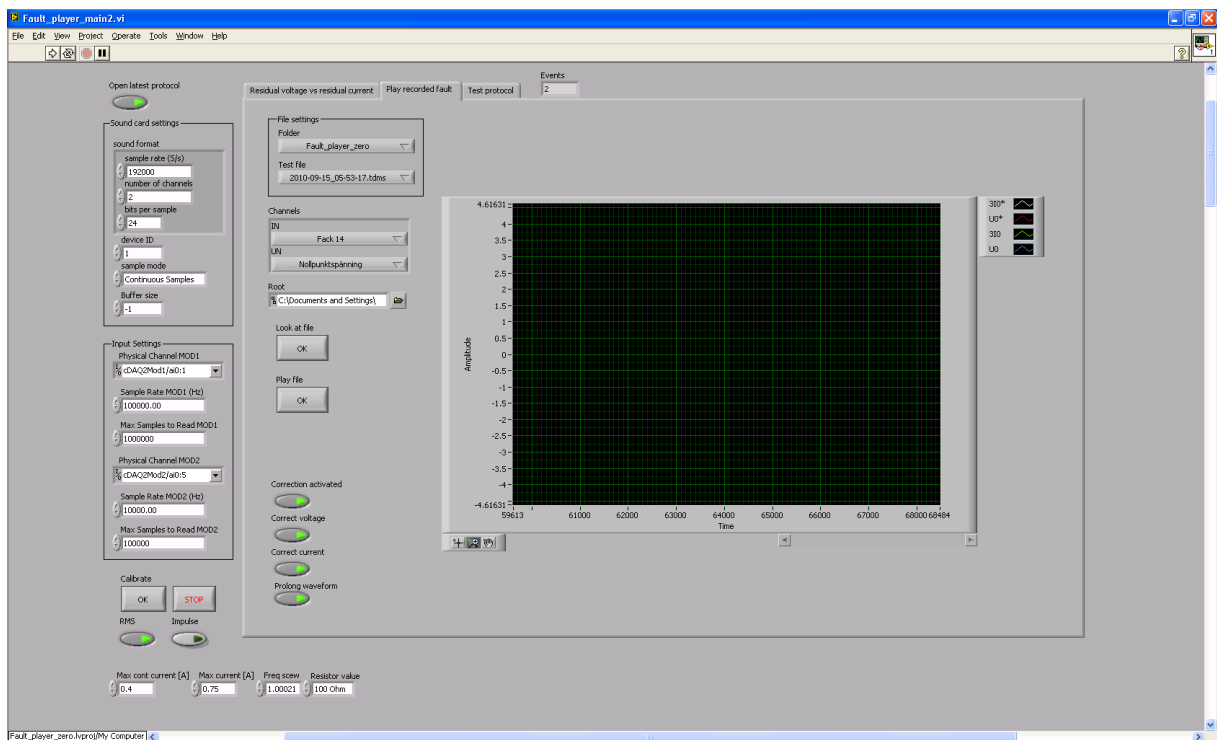 Fault_player_main2.vi
File Edit View Project Operate Tools Window Help
Open latest protocol
Sound card settings
sound format
sample rate (S/s)
192000
number of channels
2
bits per sample
24
device ID
1
sample mode
Continuous Samples
Buffer size
-1
Input Settings
Physical Channel MOD1
cDAQ2Mod1/ai0:1
Sample Rate MOD1 (Hz)
100000.00
Max Samples to Read MOD1
1000000
Physical Channel MOD2
cDAQ2Mod2/ai0:5
Sample Rate MOD2 (Hz)
10000.00
Max Samples to Read MOD2
100000
Calibrate
OK STOP
RMS Impulse
Max cont current [A] Max current [A] Freq scew Resistor value
0.4 0.75 1.00021 100 Ohm
Events
2
Residual voltage vs residual current Play recorded fault Test protocol
File settings
Folder
Fault_player_zero
Test file
2010-09-15_05-53-17.tdms
Channels
IN
Fack 14
UN
Nollpunktspänning
Root
C:\Documents and Settings\
Look at file
OK
Play file
OK
Correction activated
Correct voltage
Correct current
Prolong waveform
4.61631
4
3.5
3
2.5
2
1.5
1
0.5
0
-0.5
-1
-1.5
-2
-2.5
-3
-3.5
-4
-4.61631
Amplitude
59613 61000 62000 63000 64000 65000 66000 67000 68000 68484
Time
3I0*
U0*
3I0
U0
Fault_player_zero.lvproj/My Computer